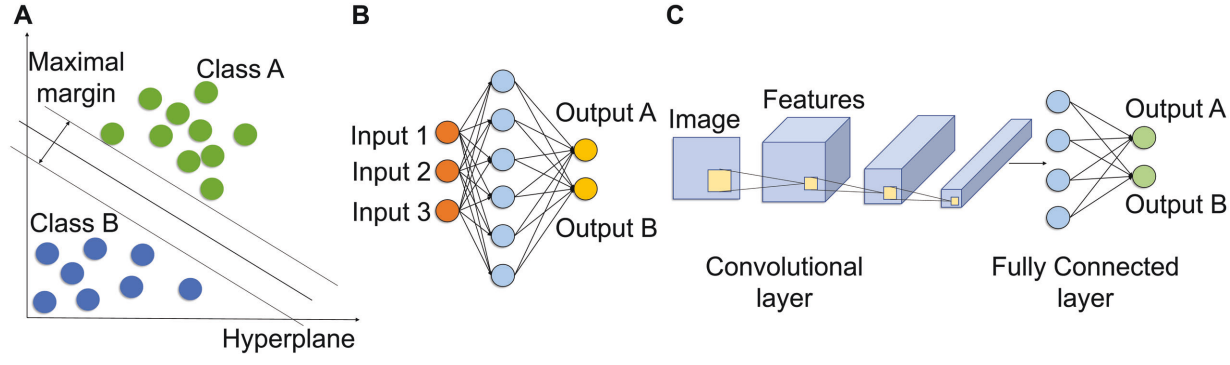 A
Maximal
margin
Class A
Class B
Hyperplane
B
Input 1
Input 2
Input 3
Output A
Output B
C
Image
Features
Output A
Output B
Convolutional
layer
Fully Connected
layer